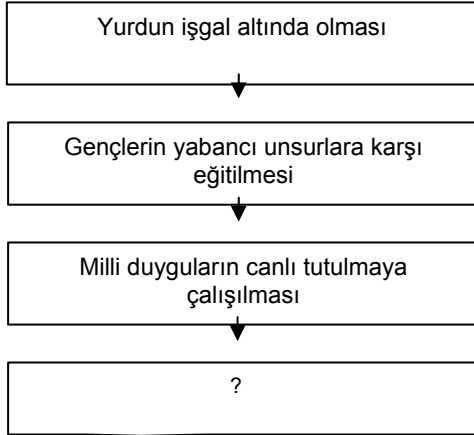 Yurdun işgal altında olması
Gençlerin yabancı unsurlara karşı
eğitilmesi
Milli duyguların canlı tutulmaya
çalışılması
?